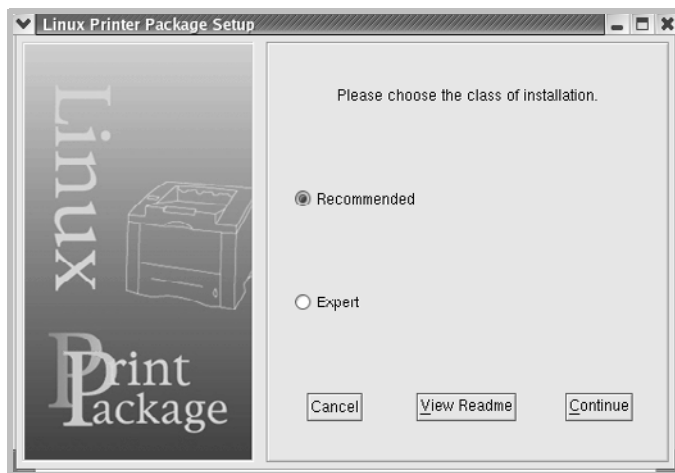 Linux Printer Package Setup
Linux
Print
Package
Please choose the class of installation.
Recommended
Expert
Cancel
View Readme
Continue